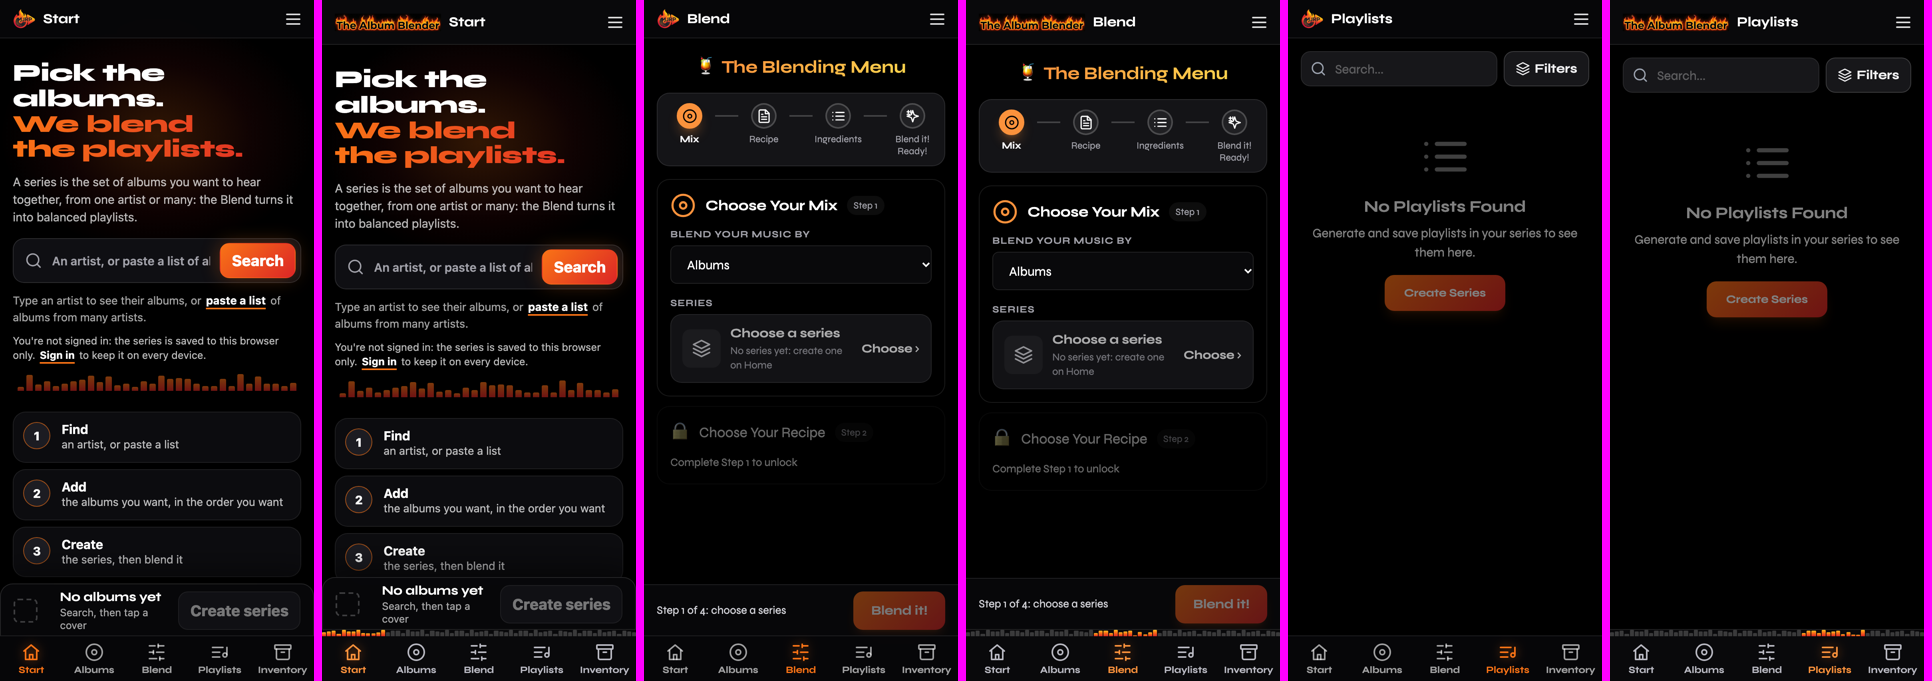 Start
Pick the
albums.
We blend
the playlists.
A series is the set of albums you want to hear
together, from one artist or many: the Blend turns it
into balanced playlists.
An artist, or paste a list of al
Search
Type an artist to see their albums, or paste a list of
albums from many artists.
You're not signed in: the series is saved to this browser
only. Sign in to keep it on every device.
1
Find
an artist, or paste a list
2
Add
the albums you want, in the order you want
3
Create
the series, then blend it
No albums yet
Search, then tap a
cover
Create series
Start
Albums
Blend
Playlists
Inventory
The Album Blender
Start
Pick the
albums.
We blend
the playlists.
A series is the set of albums you want to hear
together, from one artist or many: the Blend turns it
into balanced playlists.
An artist, or paste a list of al
Search
Type an artist to see their albums, or paste a list of
albums from many artists.
You're not signed in: the series is saved to this browser
only. Sign in to keep it on every device.
1
Find
an artist, or paste a list
2
Add
the albums you want, in the order you want
3
Create
the series, then blend it
No albums yet
Search, then tap a
cover
Create series
Start
Albums
Blend
Playlists
Inventory
Blend
The Blending Menu
Mix
Recipe
Ingredients
Blend it!
Ready!
Choose Your Mix
Step 1
BLEND YOUR MUSIC BY
Albums
SERIES
Choose a series
No series yet: create one
on Home
Choose ›
Choose Your Recipe
Step 2
Complete Step 1 to unlock
Step 1 of 4: choose a series
Blend it!
Start
Albums
Blend
Playlists
Inventory
The Album Blender
Blend
The Blending Menu
Mix
Recipe
Ingredients
Blend it!
Ready!
Choose Your Mix
Step 1
BLEND YOUR MUSIC BY
Albums
SERIES
Choose a series
No series yet: create one
on Home
Choose ›
Choose Your Recipe
Step 2
Complete Step 1 to unlock
Step 1 of 4: choose a series
Blend it!
Start
Albums
Blend
Playlists
Inventory
Playlists
Search...
Filters
No Playlists Found
Generate and save playlists in your series to see
them here.
Create Series
Start
Albums
Blend
Playlists
Inventory
The Album Blender
Playlists
Search...
Filters
No Playlists Found
Generate and save playlists in your series to see
them here.
Create Series
Start
Albums
Blend
Playlists
Inventory